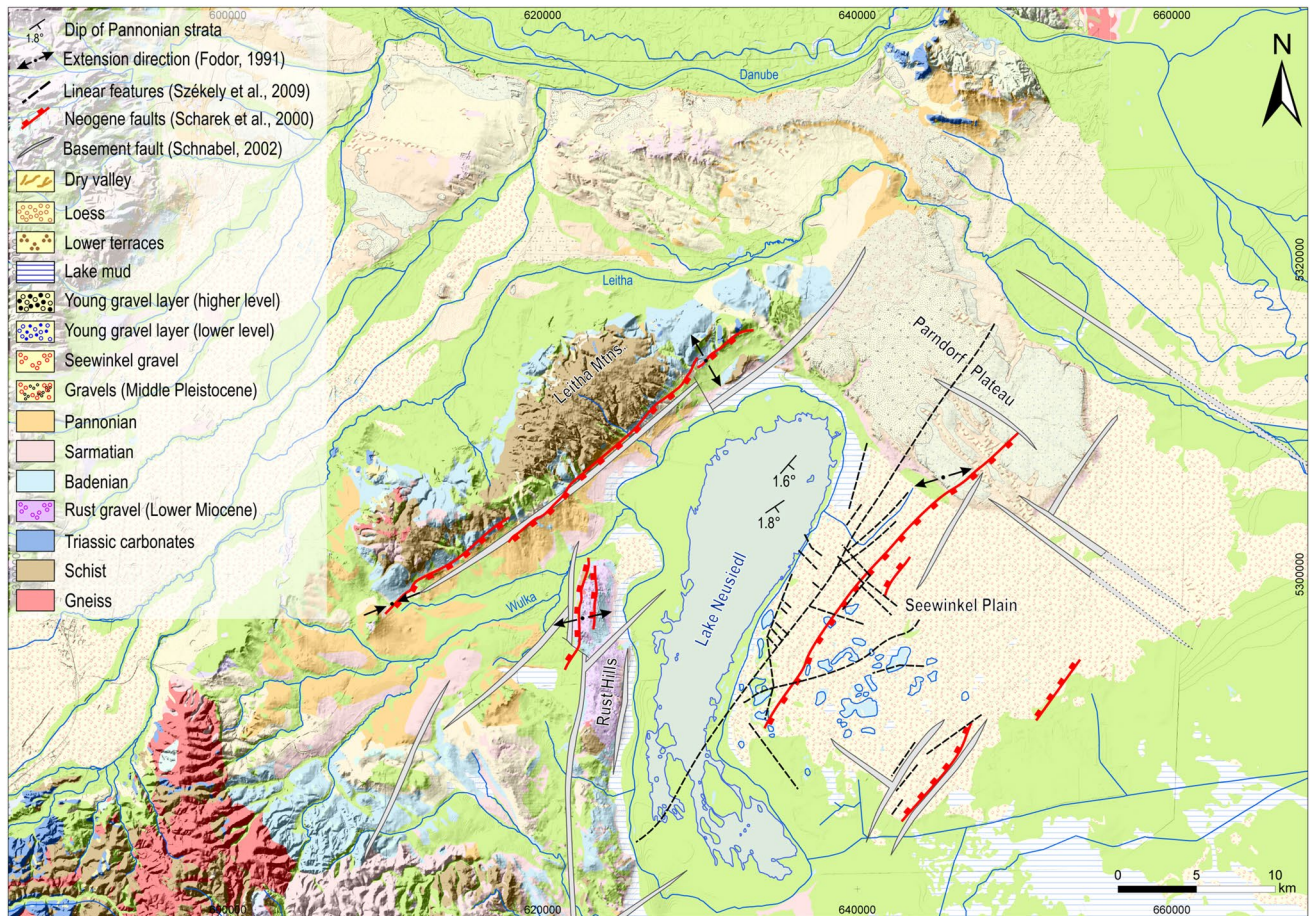 600000
620000
640000
660000
1.8°
Dip of Pannonian strata
Extension direction (Fodor, 1991)
Linear features (Székely et al., 2009)
Neogene faults (Scharek et al., 2000)
Basement fault (Schnabel, 2002)
Dry valley
Loess
Lower terraces
Lake mud
Young gravel layer (higher level)
Young gravel layer (lower level)
Seewinkel gravel
Gravels (Middle Pleistocene)
Pannonian
Sarmatian
Badenian
Rust gravel (Lower Miocene)
Triassic carbonates
Schist
Gneiss
Danube
N
5320000
Leitha
Parndorf
Plateau
Leitha Mtns.
1.6°
1.8°
Lake Neusiedl
5300000
Seewinkel Plain
Wulka
Rust Hills
0
5
10
km
600000
620000
640000
660000